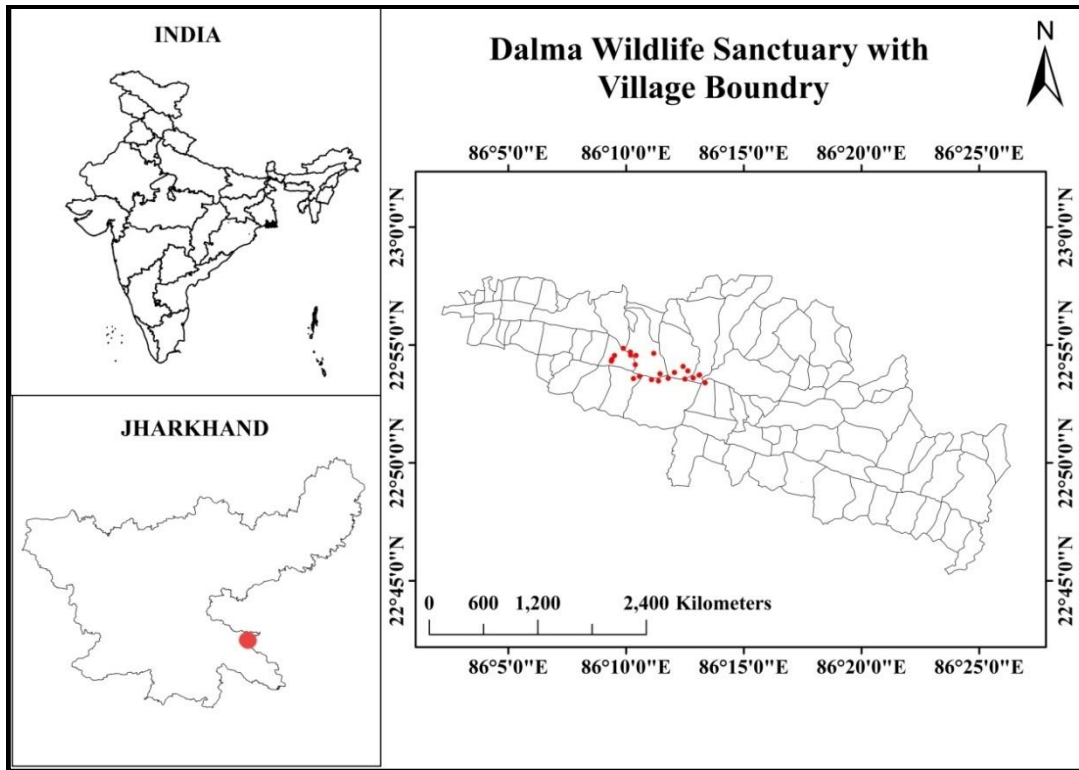 INDIA
JHARKHAND
Dalma Wildlife Sanctuary with
Village Boundry
N
86°5'0"E 86°10'0"E 86°15'0"E 86°20'0"E 86°25'0"E
23°0'0"N
22°55'0"N
22°50'0"N
22°45'0"N
23°0'0"N
22°55'0"N
22°50'0"N
22°45'0"N
0 600 1,200 2,400 Kilometers
86°5'0"E 86°10'0"E 86°15'0"E 86°20'0"E 86°25'0"E